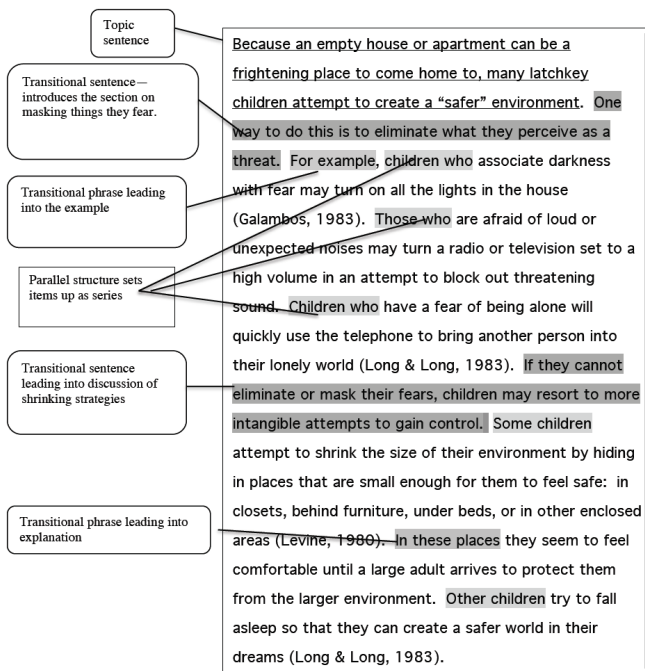 Topic
sentence
Transitional sentence—
introduces the section on
masking things they fear.
Transitional phrase leading
into the example
Parallel structure sets
items up as series
Transitional sentence
leading into discussion of
shrinking strategies
Transitional phrase leading into
explanation
Because an empty house or apartment can be a
frightening place to come home to, many latchkey
children attempt to create a “safer” environment. One
way to do this is to eliminate what they perceive as a
threat. For example, children who associate darkness
with fear may turn on all the lights in the house
(Galambos, 1983). Those who are afraid of loud or
unexpected noises may turn a radio or television set to a
high volume in an attempt to block out threatening
sound. Children who have a fear of being alone will
quickly use the telephone to bring another person into
their lonely world (Long & Long, 1983). If they cannot
eliminate or mask their fears, children may resort to more
intangible attempts to gain control. Some children
attempt to shrink the size of their environment by hiding
in places that are small enough for them to feel safe: in
closets, behind furniture, under beds, or in other enclosed
areas (Levine, 1980). In these places they seem to feel
comfortable until a large adult arrives to protect them
from the larger environment. Other children try to fall
asleep so that they can create a safer world in their
dreams (Long & Long, 1983).